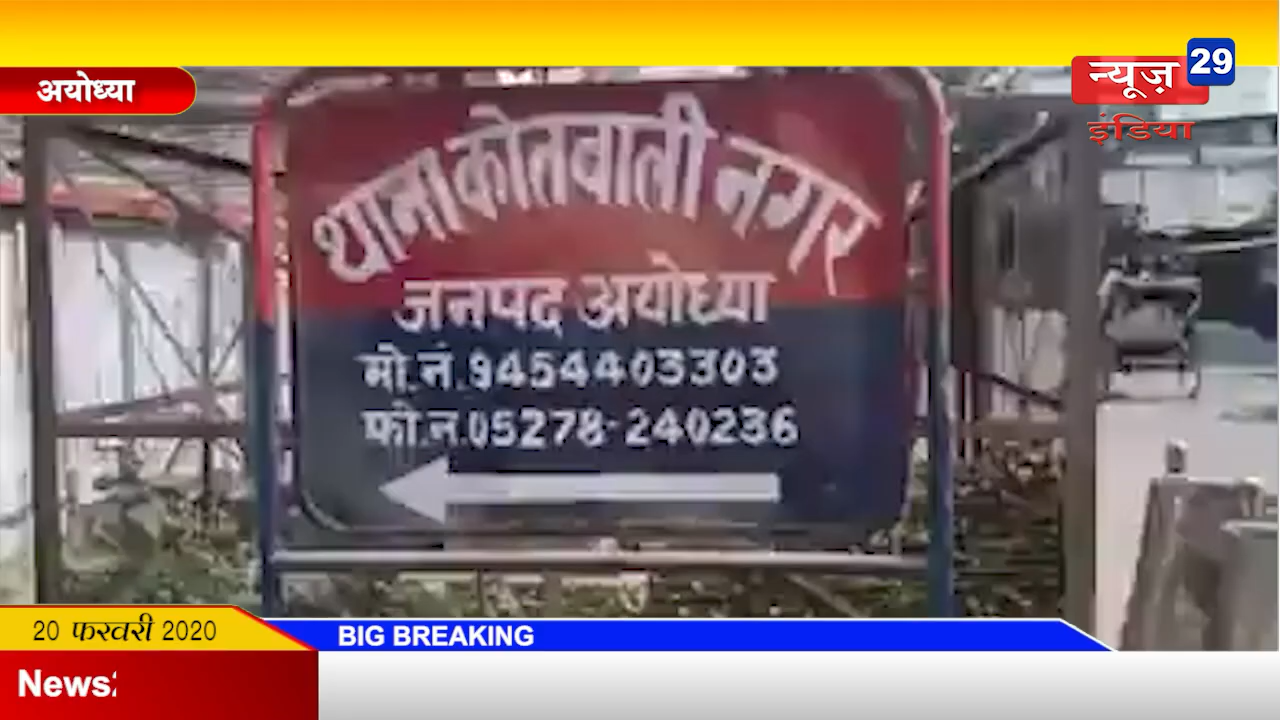 अयोध्या
न्यूज़ 29
इंडिया
थाना कोतवाली नगर
जनपद अयोध्या
मो.नं.9454403303
फो.न.05278-240236
20 फरवरी 2020
BIG BREAKING
News